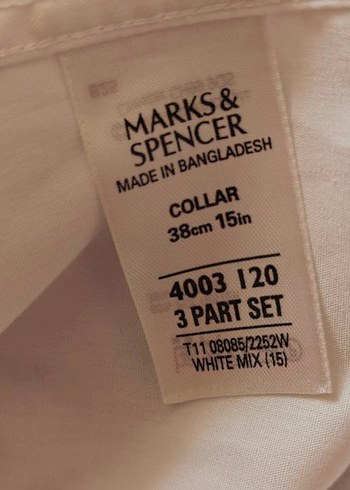 MARKS &
SPENCER
MADE IN BANGLADESH
COLLAR
38cm 15in
4003 120
3 PART SET
T11 08085/2252W
WHITE MIX (15)